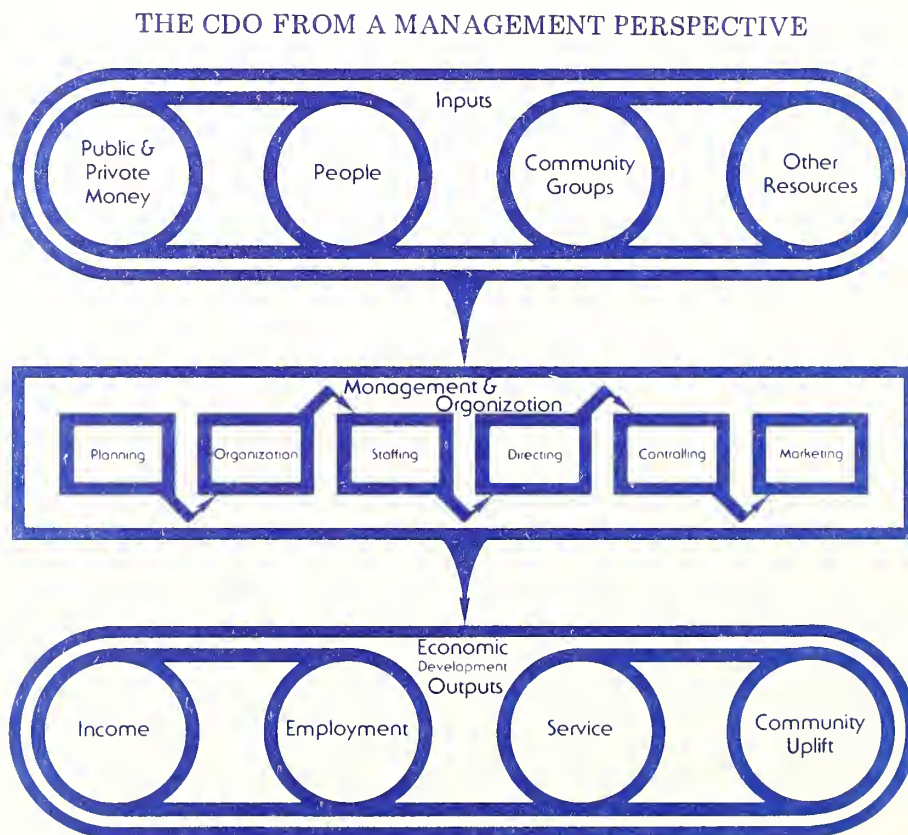 THE CDO FROM A MANAGEMENT PERSPECTIVE
Inputs
Public &
Private
Money
People
Community
Groups
Other
Resources
Management &
Organization
Planning
Organization
Staffing
Directing
Controlling
Marketing
Economic
Development
Outputs
Income
Employment
Service
Community
Uplift